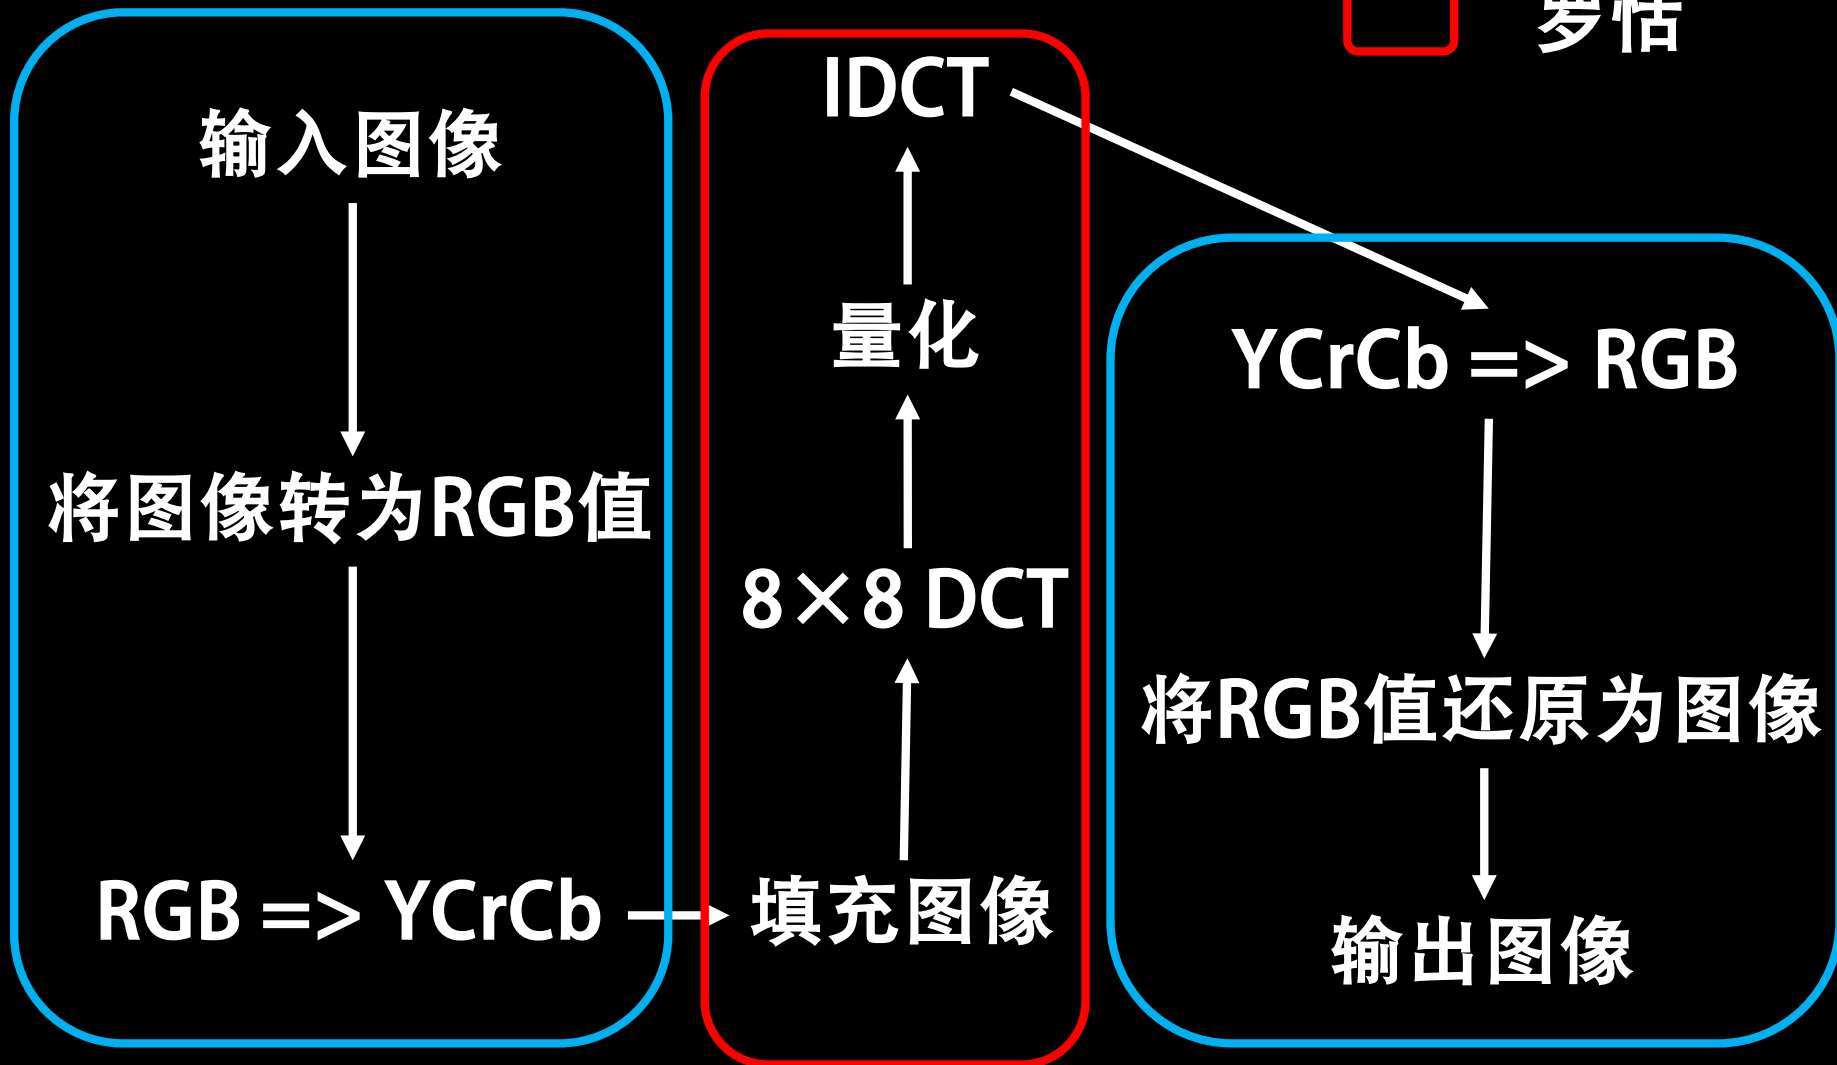 输入图像
将图像转为RGB值
RGB => YCrCb
填充图像
8×8 DCT
量化
IDCT
YCrCb => RGB
将RGB值还原为图像
输出图像